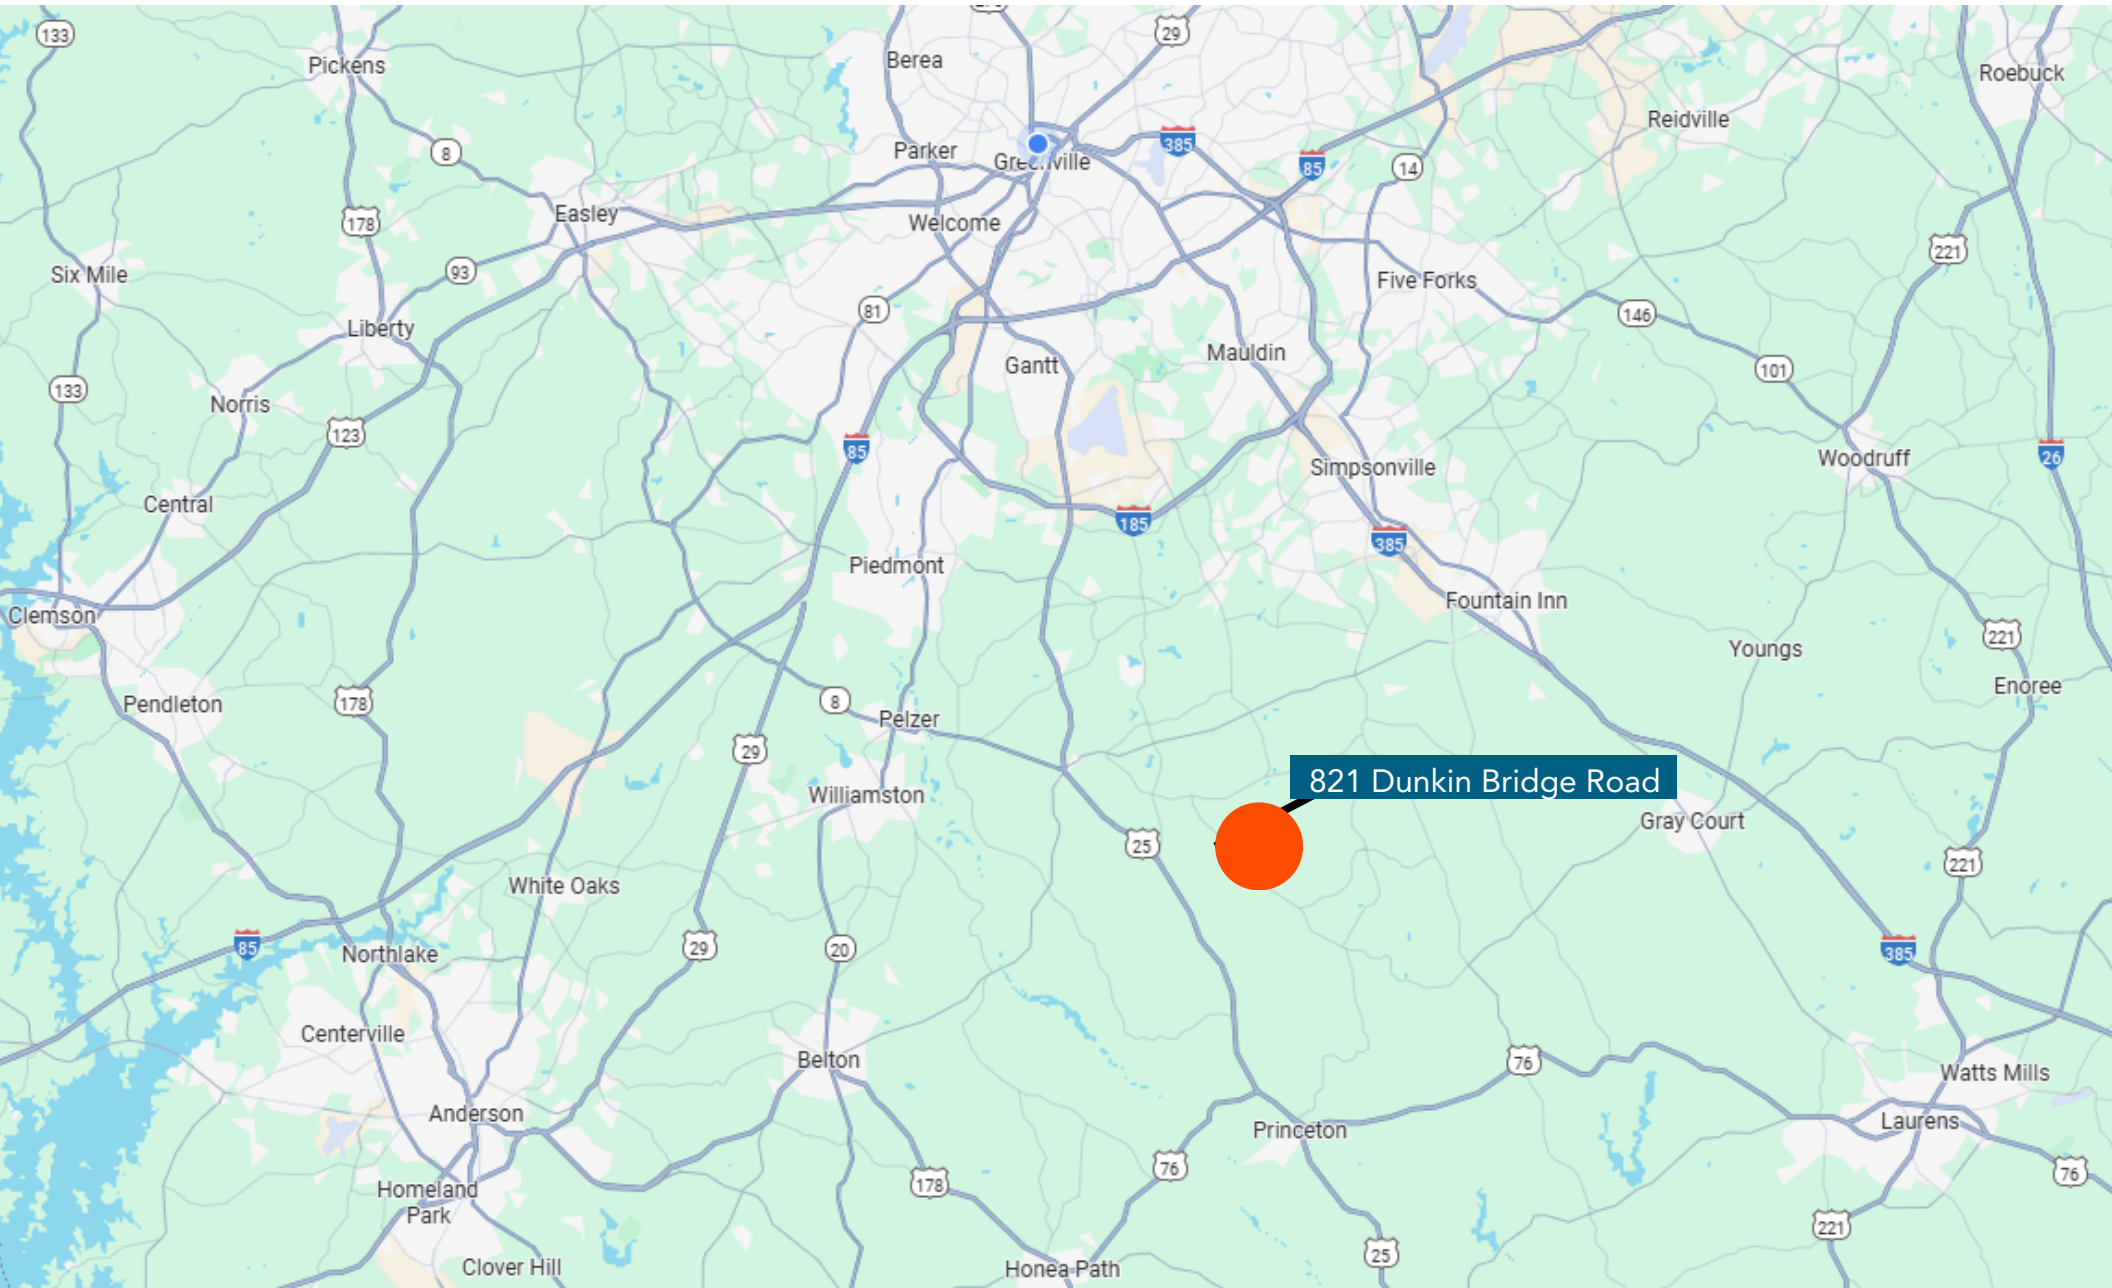 133
Pickens
Berea
29
Roebuck
Reidville
8
Parker
Greenville
385
85
14
178
Easley
Welcome
221
Six Mile
93
Five Forks
81
146
Liberty
Gantt
Mauldin
101
133
Norris
123
85
Simpsonville
Woodruff
26
Central
185
385
Piedmont
Clemson
Fountain Inn
221
Youngs
Enoree
Pendleton
178
8
Pelzer
29
821 Dunkin Bridge Road
Williamston
Gray Court
25
221
White Oaks
85
Northlake
29
20
385
Centerville
Belton
76
Watts Mills
Anderson
Princeton
Laurens
76
76
178
Homeland
Park
221
25
Clover Hill
Honea Path